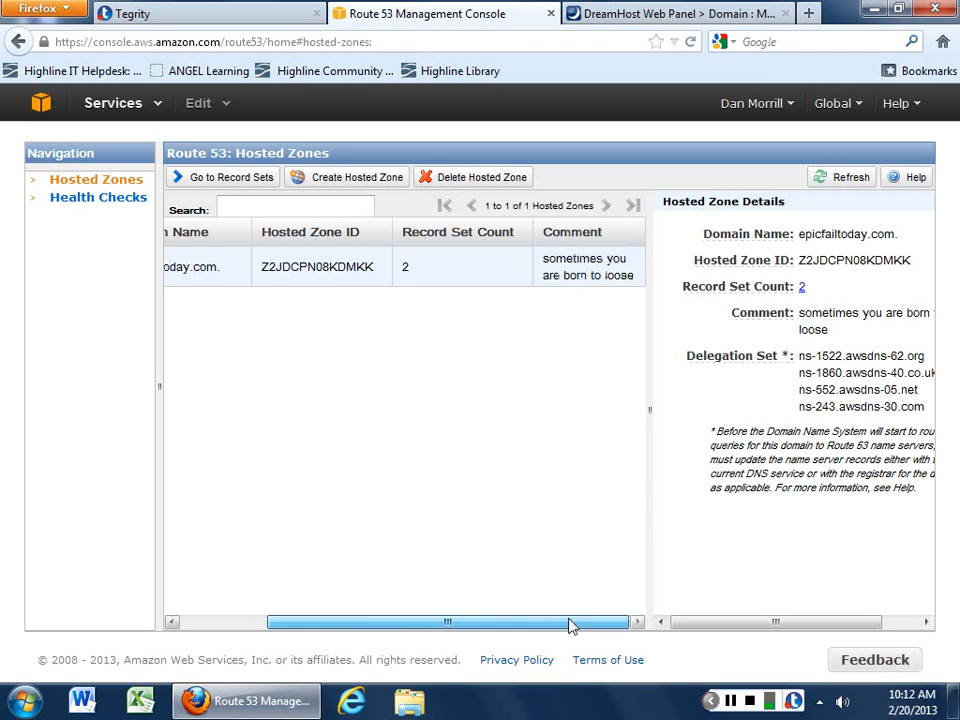 Firefox
Tegrity
Route 53 Management Console
DreamHost Web Panel > Domain : M...
https://console.aws.amazon.com/route53/home#hosted-zones:
Google
Highline IT Helpdesk: ...
ANGEL Learning
Highline Community ...
Highline Library
Bookmarks
Services
Edit
Dan Morrill
Global
Help
Navigation
Hosted Zones
Health Checks
Route 53: Hosted Zones
Go to Record Sets
Create Hosted Zone
Delete Hosted Zone
Refresh
Help
Search:
1 to 1 of 1 Hosted Zones
n Name
Hosted Zone ID
Record Set Count
Comment
oday.com.
Z2JDCPN08KDMKK
2
sometimes you
are born to loose
Hosted Zone Details
Domain Name: epicfailtoday.com.
Hosted Zone ID: Z2JDCPN08KDMKK
Record Set Count: 2
Comment: sometimes you are born
loose
Delegation Set *: ns-1522.awsdns-62.org
ns-1860.awsdns-40.co.uk
ns-552.awsdns-05.net
ns-243.awsdns-30.com
* Before the Domain Name System will start to rou
queries for this domain to Route 53 name servers,
must update the name server records either with
current DNS service or with the registrar for the d
as applicable. For more information, see Help.
© 2008 - 2013, Amazon Web Services, Inc. or its affiliates. All rights reserved.
Privacy Policy
Terms of Use
Feedback
Route 53 Manage...
10:12 AM
2/20/2013